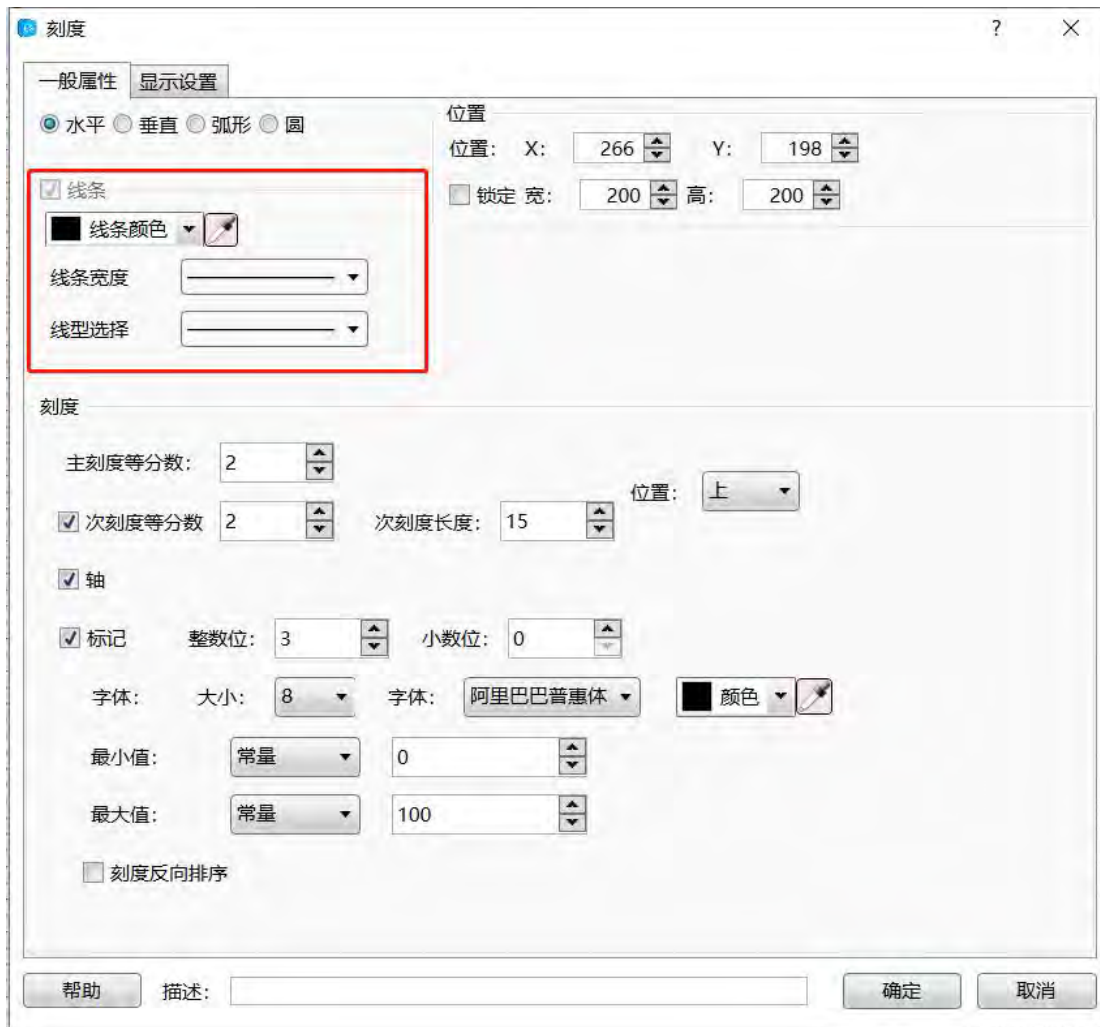 刻度 ?
一般属性 显示设置
水平 垂直 弧形 圆
位置
位置： X： 266 Y： 198
线条
锁定 宽： 200 高： 200
线条颜色
线条宽度
线型选择
刻度
主刻度等分数： 2
位置： 上
次刻度等分数 2 次刻度长度： 15
轴
标记 整数位： 3 小数位： 0
字体： 大小： 8 字体： 阿里巴巴普惠体 颜色
最小值： 常量 0
最大值： 常量 100
刻度反向排序
帮助 描述： 确定 取消